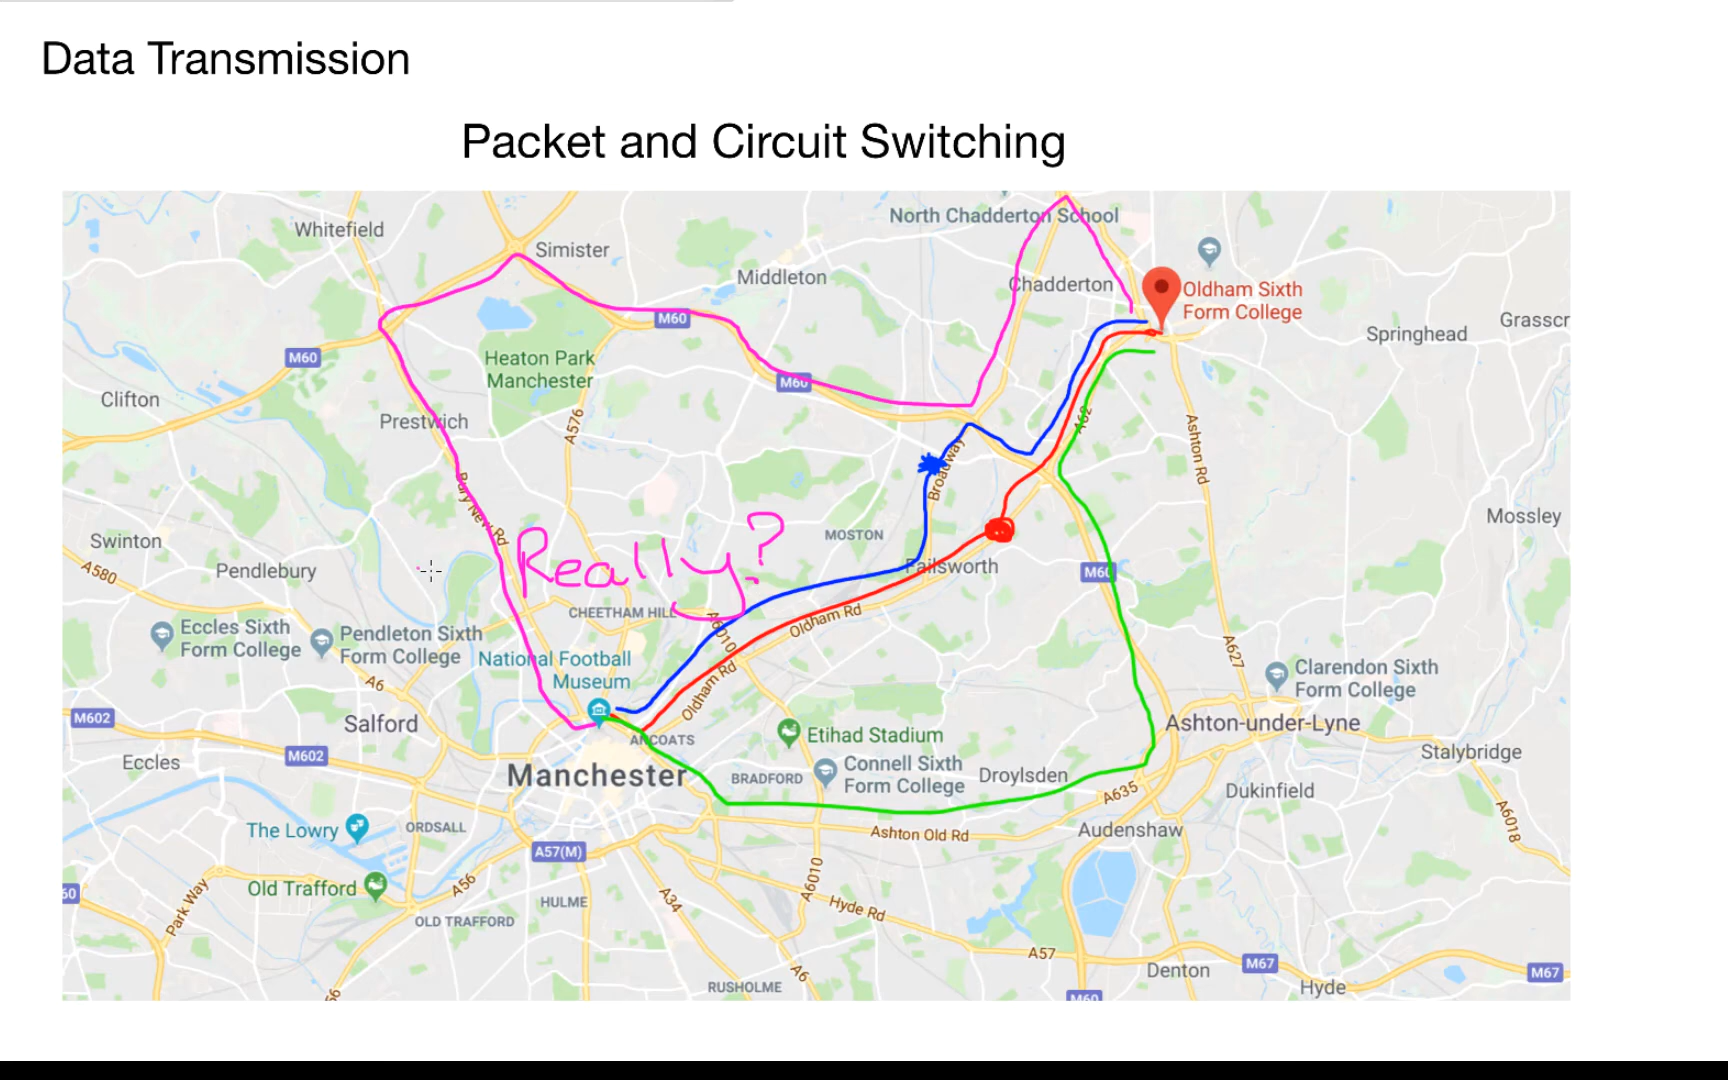 Data Transmission
Packet and Circuit Switching
North Chadderton School
Whitefield
Simister
Middleton
Chadderton
Oldham Sixth
Form College
Grasscr
Springhead
M60
M60
Heaton Park
Manchester
M60
Clifton
Prestwich
A576
A62
Ashton Rd
Broadway
Bury New Rd
Mossley
Really?
MOSTON
Swinton
Failsworth
A580
Pendlebury
M60
CHEETHAM HILL
Oldham Rd
A6010
Eccles Sixth
Form College
Pendleton Sixth
Form College
National Football
Museum
A627
Clarendon Sixth
Form College
A6
Oldham Rd
M602
Salford
Ashton-under-Lyne
ANCOATS
Etihad Stadium
M602
Eccles
Stalybridge
Manchester
BRADFORD
Connell Sixth
Form College
Droylsden
A635
Dukinfield
The Lowry
ORDSALL
Ashton Old Rd
Audenshaw
A6018
A57(M)
Old Trafford
A56
A6010
60
Park Way
HULME
A34
Hyde Rd
OLD TRAFFORD
A57
M67
Denton
M67
A6
RUSHOLME
Hyde
M60